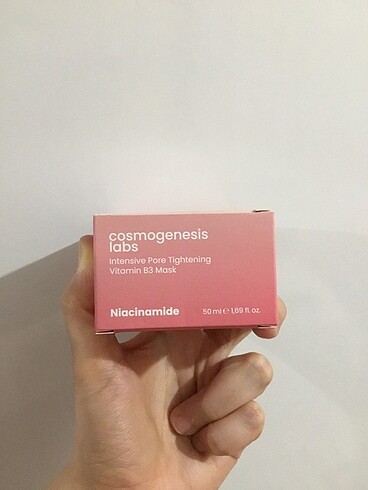 cosmogenesis
labs
Intensive Pore Tightening
Vitamin B3 Mask
Niacinamide
50 ml ℮ 1,69 fl. oz.